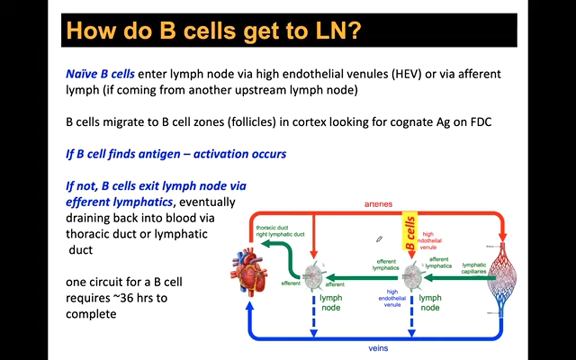 How do B cells get to LN?
Naïve B cells enter lymph node via high endothelial venules (HEV) or via afferent
lymph (if coming from another upstream lymph node)
B cells migrate to B cell zones (follicles) in cortex looking for cognate Ag on FDC
If B cell finds antigen – activation occurs
If not, B cells exit lymph node via
efferent lymphatics, eventually
draining back into blood via
thoracic duct or lymphatic
duct
one circuit for a B cell
requires ~36 hrs to
complete
arteries
thoracic duct
right lymphatic duct
B cells
high
endothelial
venule
efferent
lymphatics
afferent
lymphatics
lymphatic
capillaries
efferent
afferent
lymph
node
high
endothelial
venule
lymph
node
veins